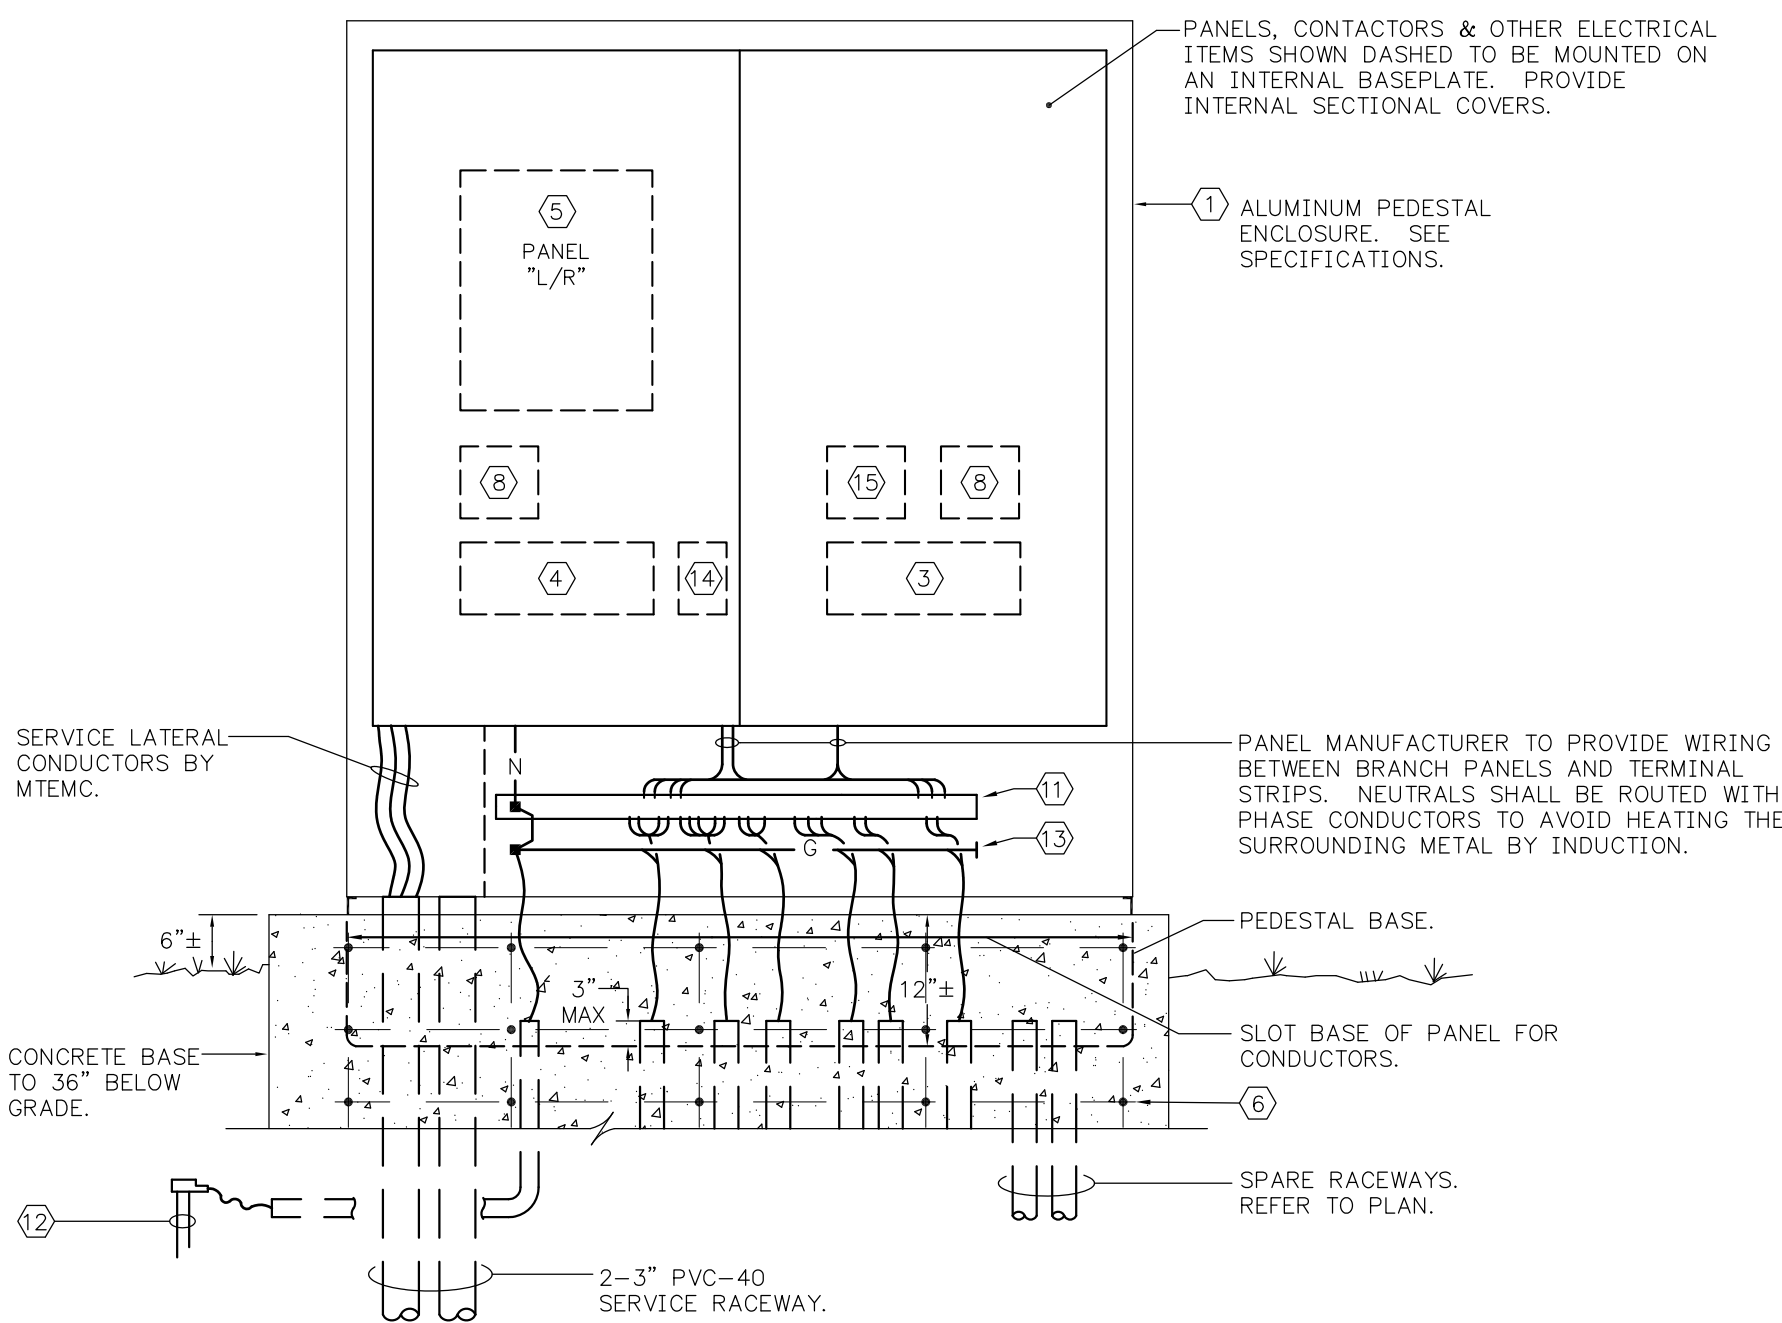 PANELS, CONTACTORS & OTHER ELECTRICAL
ITEMS SHOWN DASHED TO BE MOUNTED ON
AN INTERNAL BASEPLATE.  PROVIDE
INTERNAL SECTIONAL COVERS.
1
ALUMINUM PEDESTAL
ENCLOSURE.  SEE
SPECIFICATIONS.
5
PANEL
"L/R"
8
15
8
4
14
3
SERVICE LATERAL
CONDUCTORS BY
MTEMC.
N
11
13
G
PANEL MANUFACTURER TO PROVIDE WIRING
BETWEEN BRANCH PANELS AND TERMINAL
STRIPS.  NEUTRALS SHALL BE ROUTED WITH
PHASE CONDUCTORS TO AVOID HEATING THE
SURROUNDING METAL BY INDUCTION.
6"±
PEDESTAL BASE.
3"
MAX
12"±
SLOT BASE OF PANEL FOR
CONDUCTORS.
CONCRETE BASE
TO 36" BELOW
GRADE.
6
12
SPARE RACEWAYS.
REFER TO PLAN.
2-3" PVC-40
SERVICE RACEWAY.